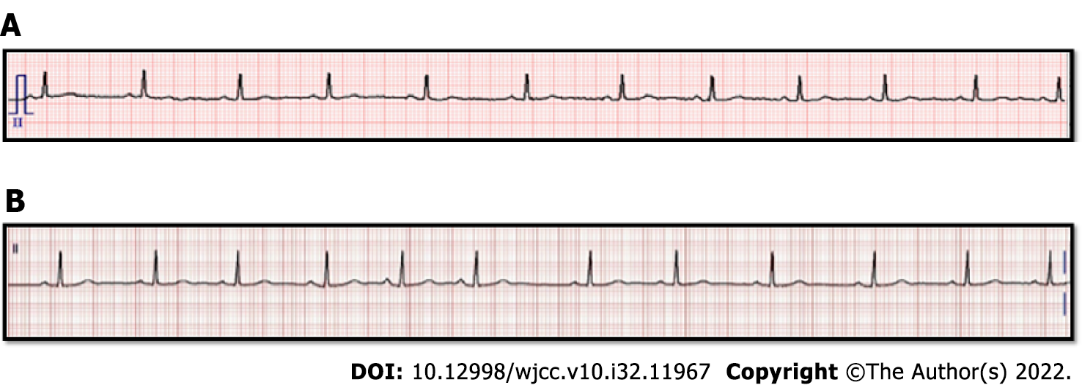 A
II
B
II
DOI: 10.12998/wjcc.v10.i32.11967 Copyright ©The Author(s) 2022.